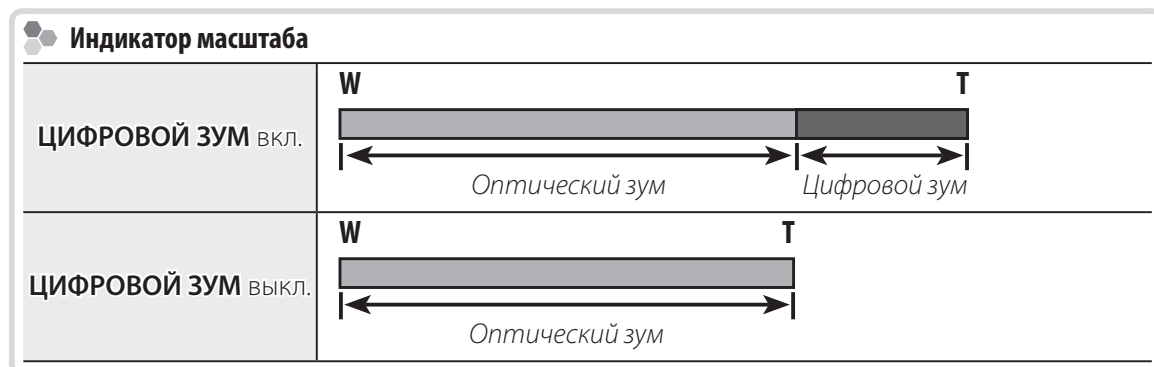 Индикатор масштаба
W T
ЦИФРОВОЙ ЗУМ вкл.
Оптический зум Цифровой зум
W T
ЦИФРОВОЙ ЗУМ выкл.
Оптический зум